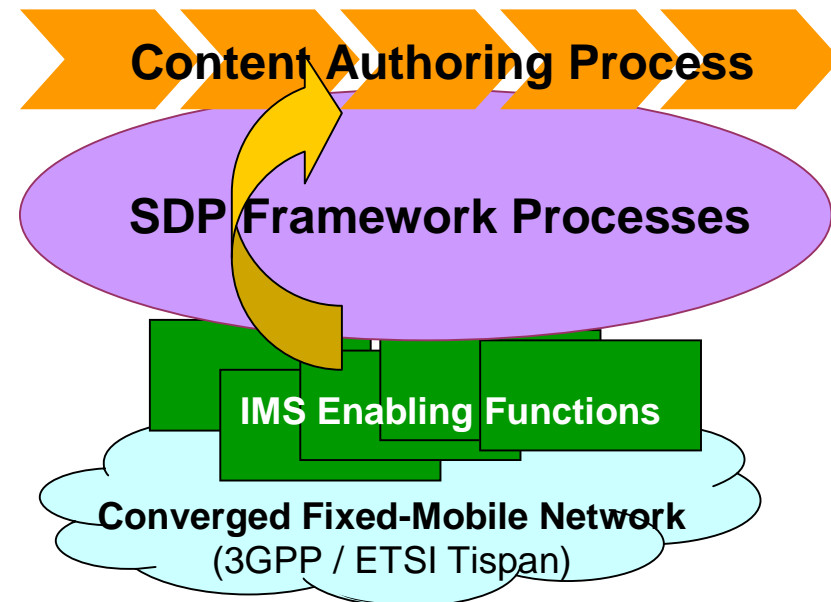 Content Authoring Process
SDP Framework Processes
IMS Enabling Functions
Converged Fixed-Mobile Network
(3GPP / ETSI Tispan)